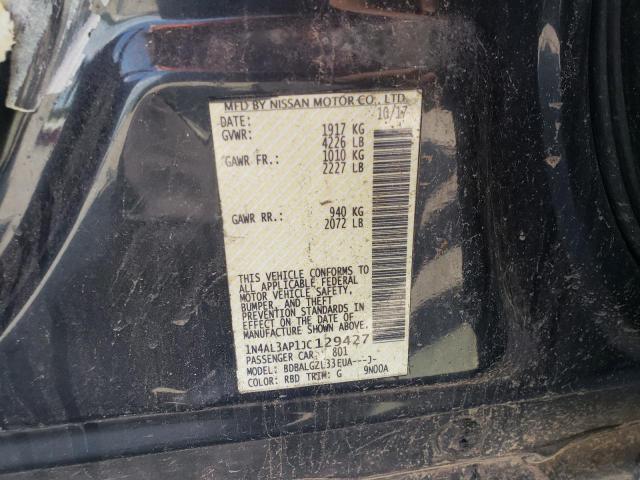 MFD BY NISSAN MOTOR CO., LTD.
DATE: 10/17
GVWR: 1917 KG
4226 LB
GAWR FR.: 1010 KG
2227 LB
GAWR RR.: 940 KG
2072 LB
THIS VEHICLE CONFORMS TO
ALL APPLICABLE FEDERAL
MOTOR VEHICLE SAFETY,
BUMPER, AND THEFT
PREVENTION STANDARDS IN
EFFECT ON THE DATE OF
MANUFACTURE SHOWN ABOVE.
1N4AL3AP1JC129427
PASSENGER CAR. 801
MODEL: BDBALGZL33EUA---J-
COLOR: RBD TRIM: G 9N00A